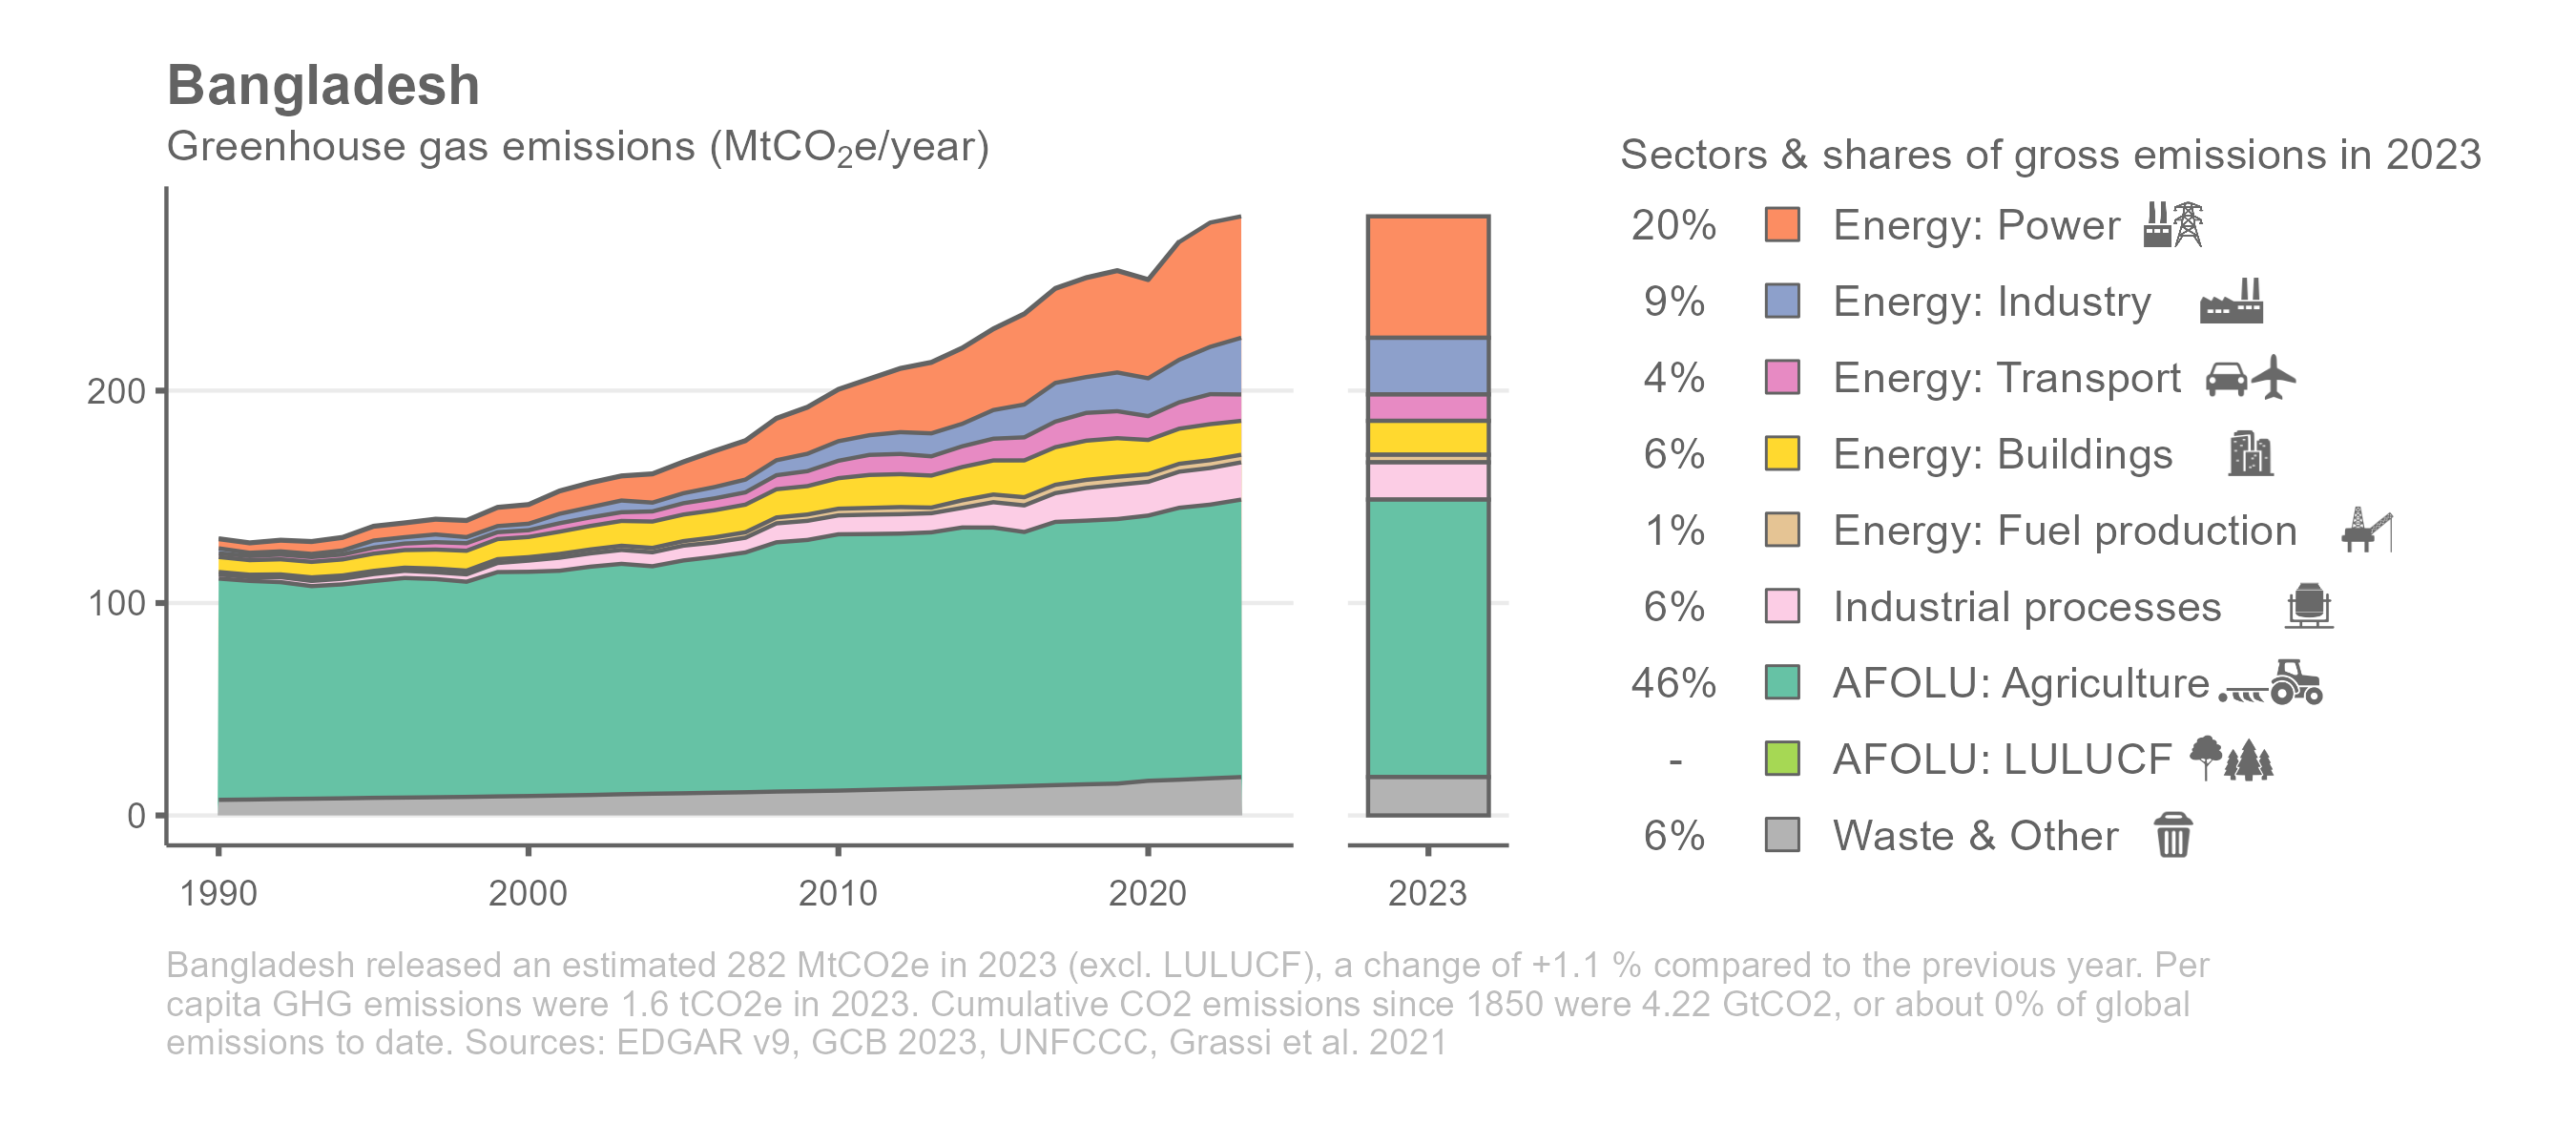 Bangladesh
Greenhouse gas emissions (MtCO₂e/year)
200
100
0
1990 2000 2010 2020 2023
Sectors & shares of gross emissions in 2023
20% Energy: Power
9% Energy: Industry
4% Energy: Transport
6% Energy: Buildings
1% Energy: Fuel production
6% Industrial processes
46% AFOLU: Agriculture
- AFOLU: LULUCF
6% Waste & Other
Bangladesh released an estimated 282 MtCO2e in 2023 (excl. LULUCF), a change of +1.1 % compared to the previous year. Per
capita GHG emissions were 1.6 tCO2e in 2023. Cumulative CO2 emissions since 1850 were 4.22 GtCO2, or about 0% of global
emissions to date. Sources: EDGAR v9, GCB 2023, UNFCCC, Grassi et al. 2021